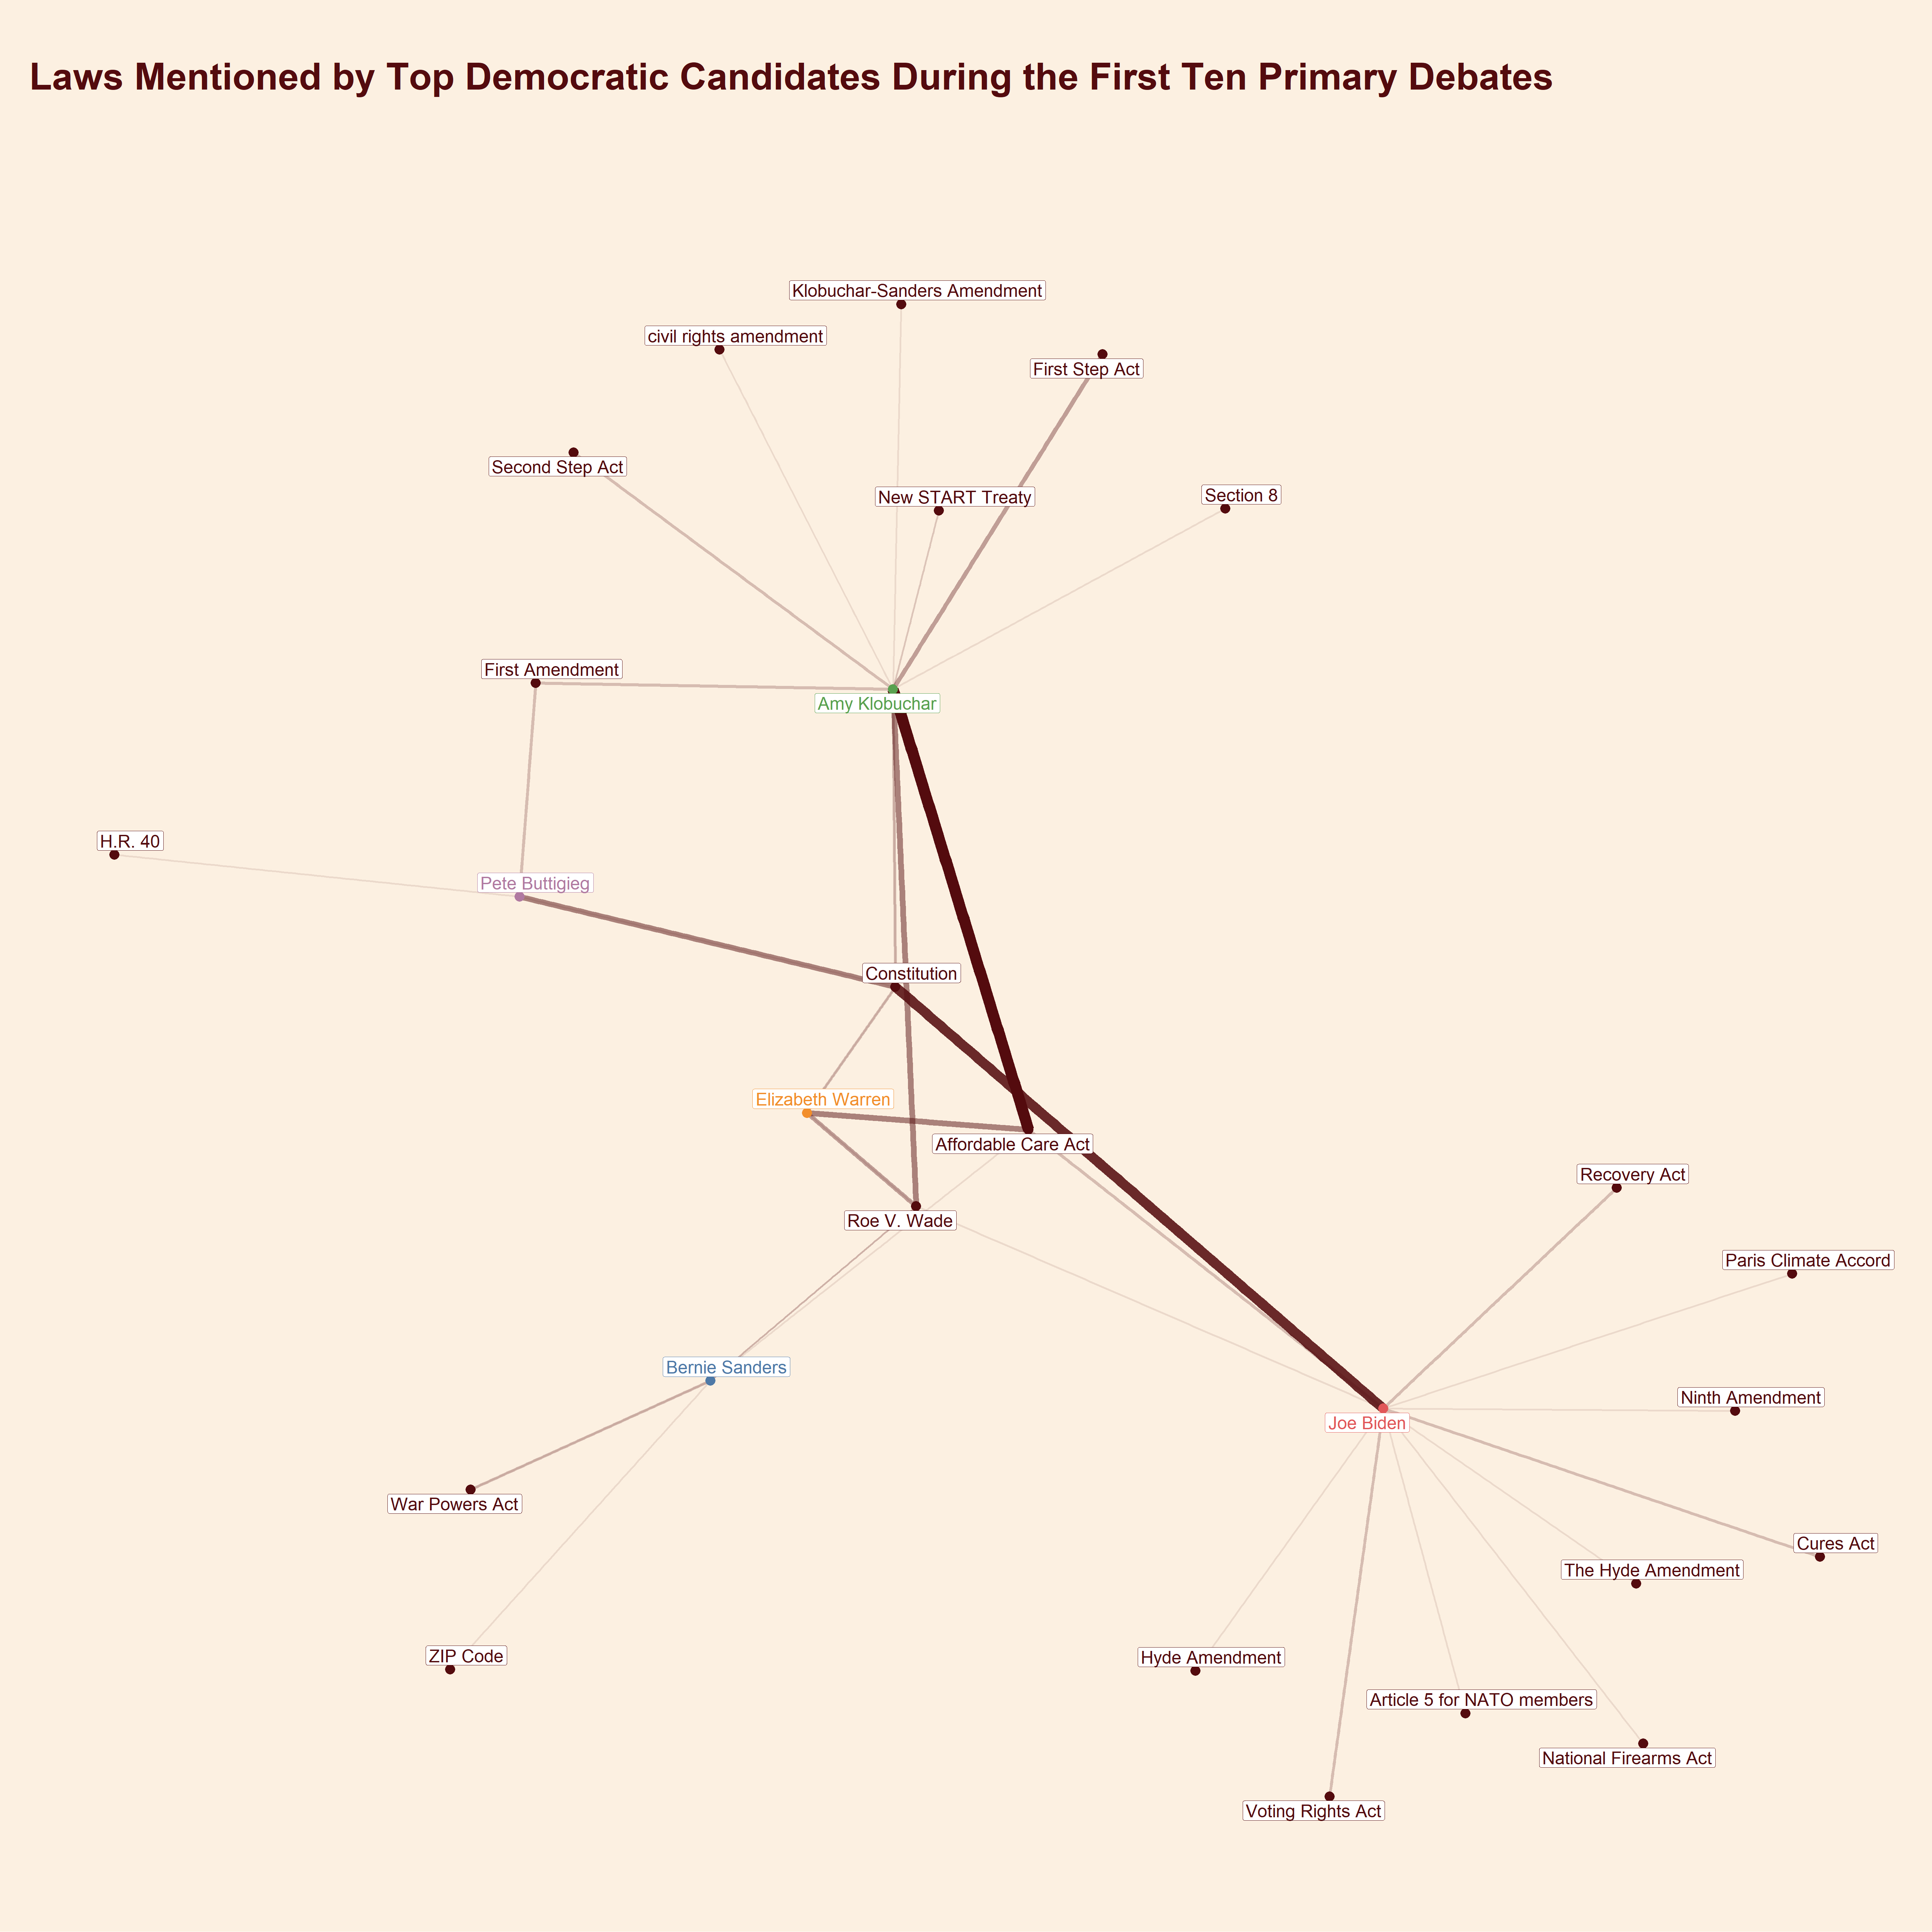 Laws Mentioned by Top Democratic Candidates During the First Ten Primary Debates
Klobuchar-Sanders Amendment
civil rights amendment
First Step Act
Second Step Act
New START Treaty
Section 8
First Amendment
Amy Klobuchar
H.R. 40
Pete Buttigieg
Constitution
Elizabeth Warren
Affordable Care Act
Recovery Act
Roe V. Wade
Paris Climate Accord
Bernie Sanders
Ninth Amendment
Joe Biden
War Powers Act
Cures Act
The Hyde Amendment
ZIP Code
Hyde Amendment
Article 5 for NATO members
National Firearms Act
Voting Rights Act